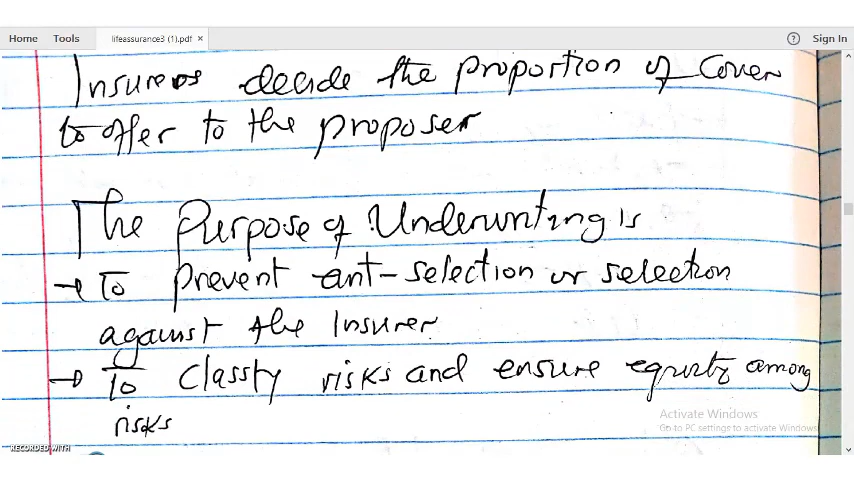 Home Tools lifeassurance3 (1).pdf × Sign In
Insurers decide the proportion of Cover
to offer to the proposer
The Purpose of Underwriting is
→ To prevent ant-selection or selection
against the Insurer
→ To classify risks and ensure equity among
risks
Activate Windows
Go to PC settings to activate Windows.
RECORDED WITH